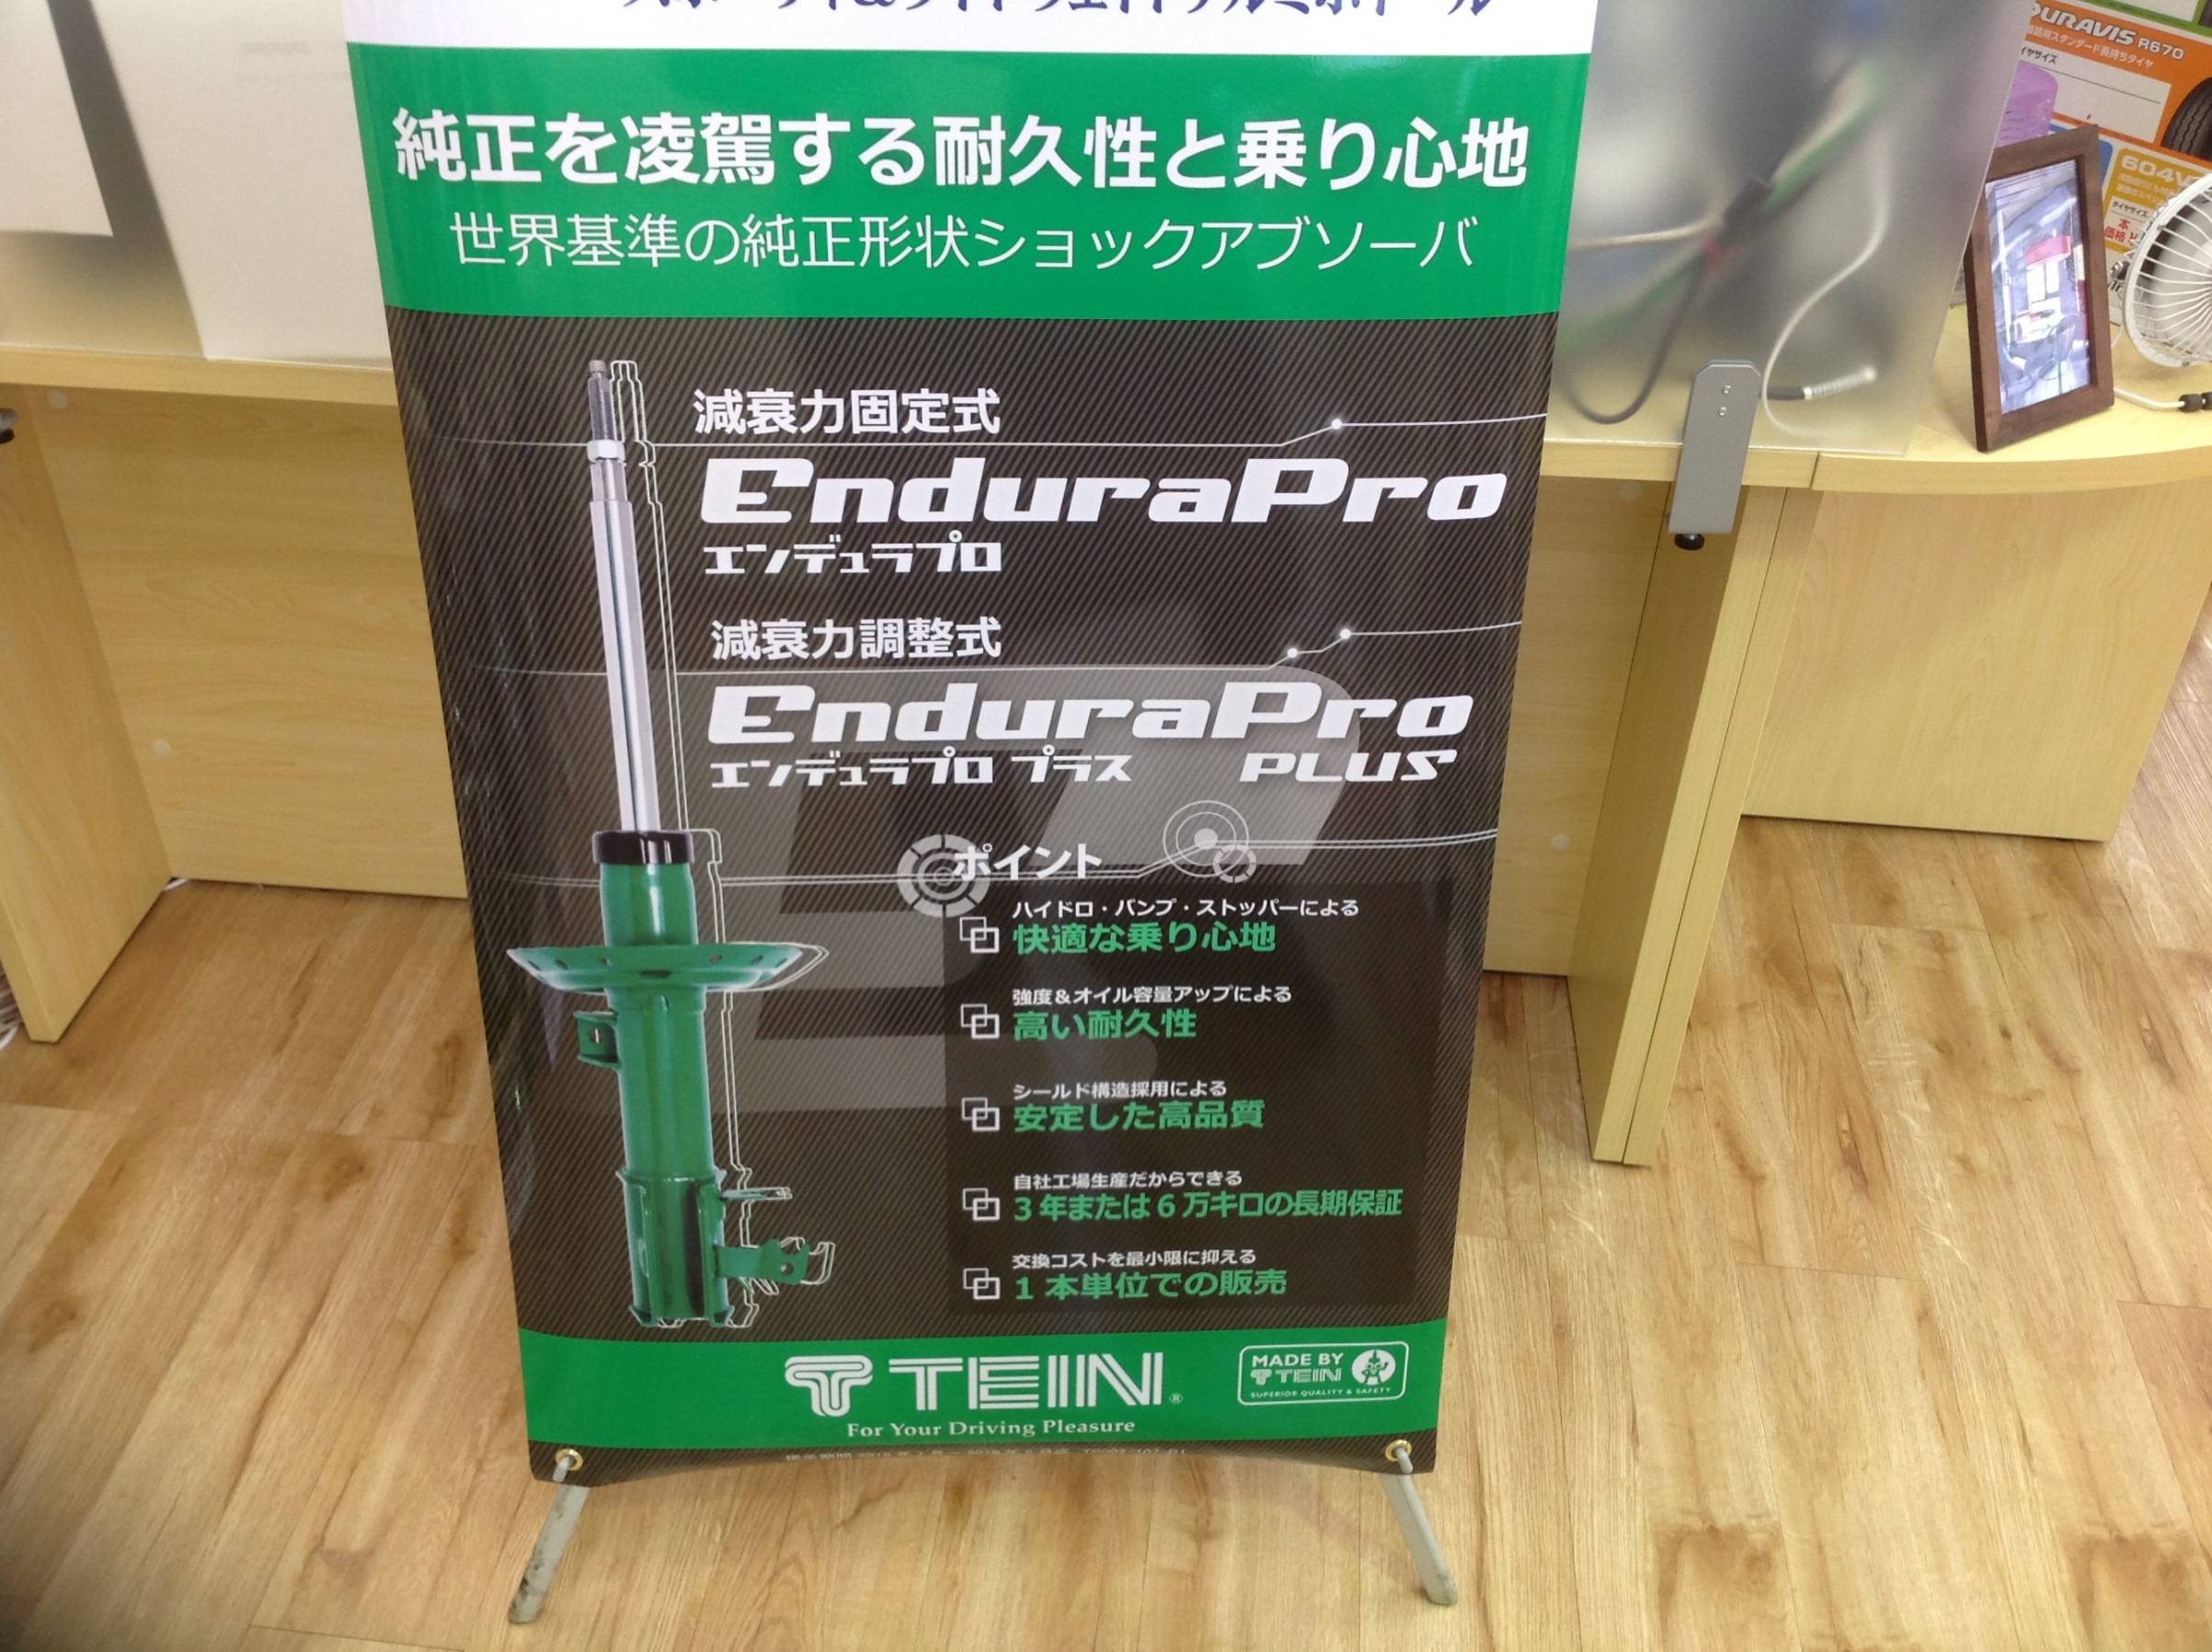 純正を凌駕する耐久性と乗り心地
世界基準の純正形状ショックアブソーバ
減衰力固定式
EnduraPro
エンデュラプロ
減衰力調整式
EnduraPro
エンデュラプロ プラス PLUS
ポイント
ハイドロ・バンプ・ストッパーによる
快適な乗り心地
強度&オイル容量アップによる
高い耐久性
シールド構造採用による
安定した高品質
自社工場生産だからできる
3年または6万キロの長期保証
交換コストを最小限に抑える
1本単位での販売
TEIN®
For Your Driving Pleasure
MADE BY
TEIN
SUPERIOR QUALITY & SAFETY
DURAVIS R670
タイヤサイズ
604V